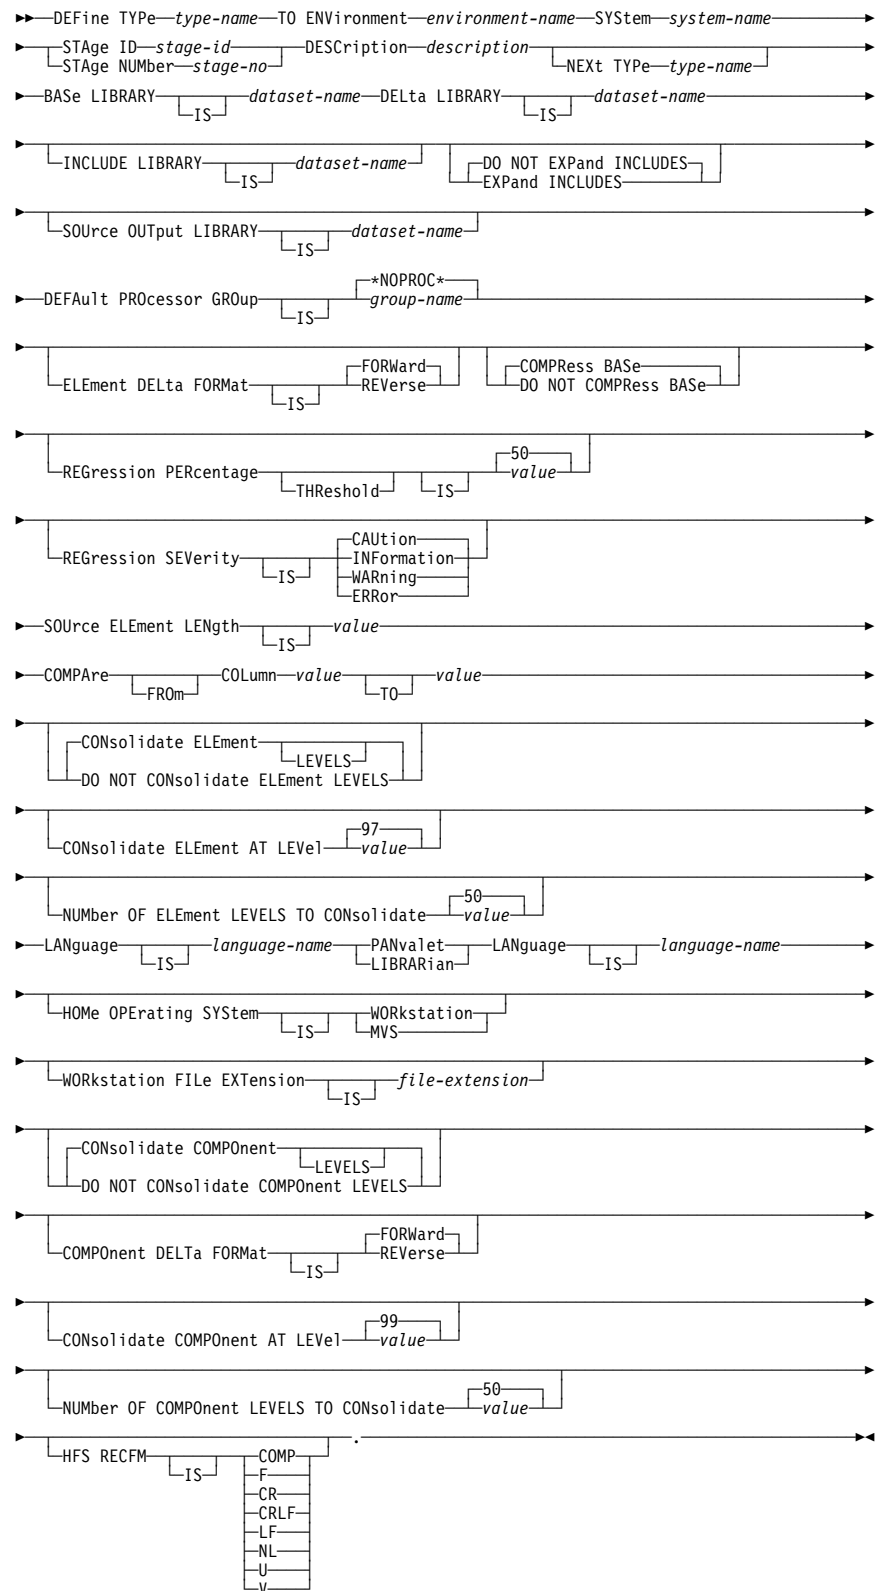 DEFine TYPe type-name TO ENVironment environment-name SYStem system-name
STAge ID stage-id DESCription description
STAge NUMber stage-no NEXt TYPe type-name
BASe LIBRARY dataset-name DELta LIBRARY dataset-name
IS IS
INCLUDE LIBRARY dataset-name DO NOT EXPand INCLUDES
IS EXPand INCLUDES
SOUrce OUTput LIBRARY dataset-name
IS
*NOPROC*
DEFAult PROcessor GROup group-name
IS
FORWard COMPRess BASe
ELEment DELta FORMat REVerse DO NOT COMPRess BASe
IS
50
REGression PERcentage value
THReshold IS
CAUtion
REGression SEVerity INFormation
IS WARning
ERRor
SOUrce ELEment LENgth value
IS
COMPAre COLumn value value
FROm TO
CONsolidate ELEment
LEVELS
DO NOT CONsolidate ELEment LEVELS
97
CONsolidate ELEment AT LEVel value
50
NUMber OF ELEment LEVELS TO CONsolidate value
LANguage language-name PANvalet LANguage language-name
IS LIBRARian IS
HOMe OPErating SYStem WORkstation
IS MVS
WORkstation FILe EXTension file-extension
IS
CONsolidate COMPOnent
LEVELS
DO NOT CONsolidate COMPOnent LEVELS
FORWard
COMPOnent DELTa FORMat REVerse
IS
99
CONsolidate COMPOnent AT LEVel value
50
NUMber OF COMPOnent LEVELS TO CONsolidate value
HFS RECFM COMP .
IS F
CR
CRLF
LF
NL
U
V